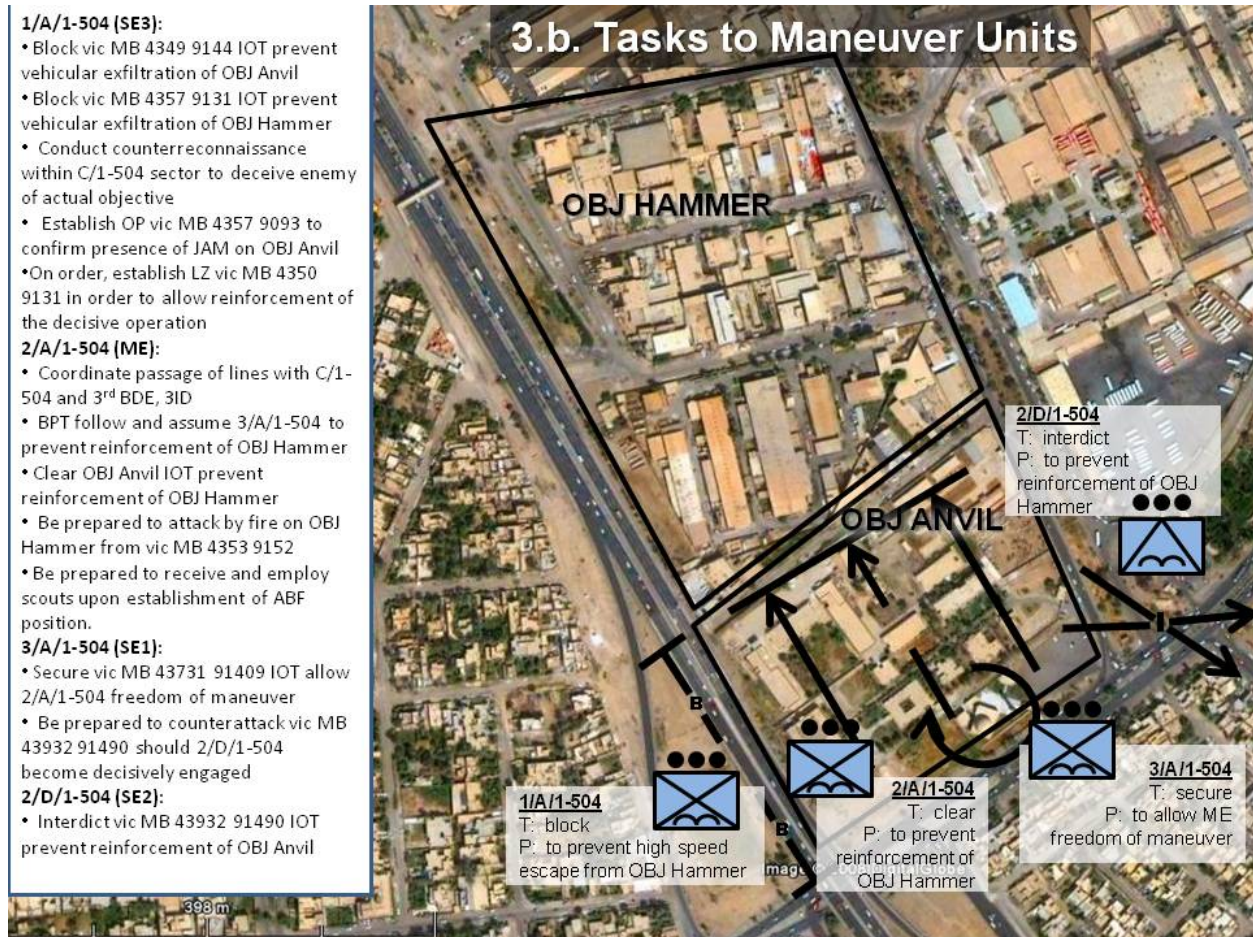 3.b. Tasks to Maneuver Units
1/A/1-504 (SE3):
• Block vic MB 4349 9144 IOT prevent
vehicular exfiltration of OBJ Anvil
• Block vic MB 4357 9131 IOT prevent
vehicular exfiltration of OBJ Hammer
• Conduct counterreconnaissance
within C/1-504 sector to deceive enemy
of actual objective
• Establish OP vic MB 4357 9093 to
confirm presence of JAM on OBJ Anvil
•On order, establish LZ vic MB 4350
9131 in order to allow reinforcement of
the decisive operation
2/A/1-504 (ME):
• Coordinate passage of lines with C/1-
504 and 3rd BDE, 3ID
• BPT follow and assume 3/A/1-504 to
prevent reinforcement of OBJ Hammer
• Clear OBJ Anvil IOT prevent
reinforcement of OBJ Hammer
• Be prepared to attack by fire on OBJ
Hammer from vic MB 4353 9152
• Be prepared to receive and employ
scouts upon establishment of ABF
position.
3/A/1-504 (SE1):
• Secure vic MB 43731 91409 IOT allow
2/A/1-504 freedom of maneuver
• Be prepared to counterattack vic MB
43932 91490 should 2/D/1-504
become decisively engaged
2/D/1-504 (SE2):
• Interdict vic MB 43932 91490 IOT
prevent reinforcement of OBJ Anvil
OBJ HAMMER
2/D/1-504
T: interdict
P: to prevent
reinforcement of OBJ
Hammer
OBJ ANVIL
I
B
B
1/A/1-504
T: block
P: to prevent high speed
escape from OBJ Hammer
2/A/1-504
T: clear
P: to prevent
reinforcement of
OBJ Hammer
3/A/1-504
T: secure
P: to allow ME
freedom of maneuver
Image © 2008 DigitalGlobe
398 m